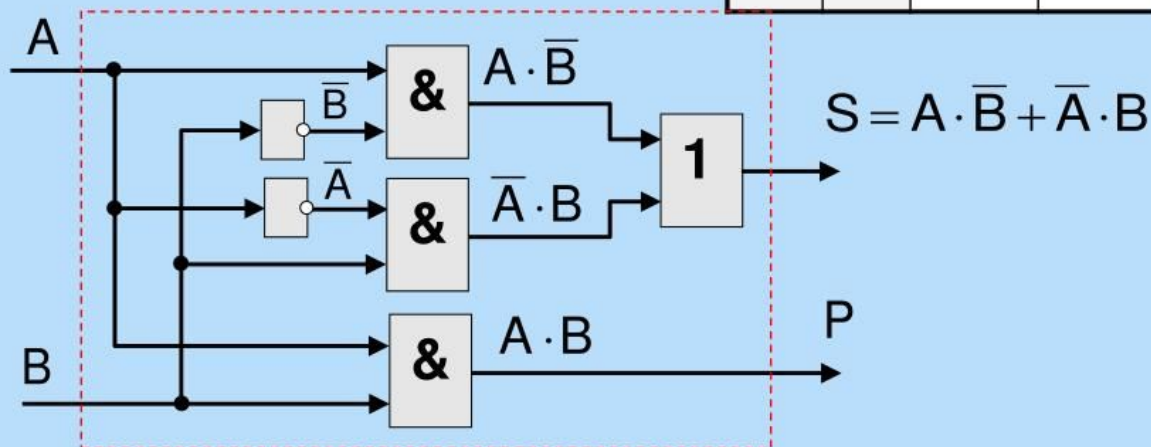 A
B̅
&
A · B̅
S = A · B̅ + A̅ · B
1
A̅
&
A̅ · B
&
A · B
P
B